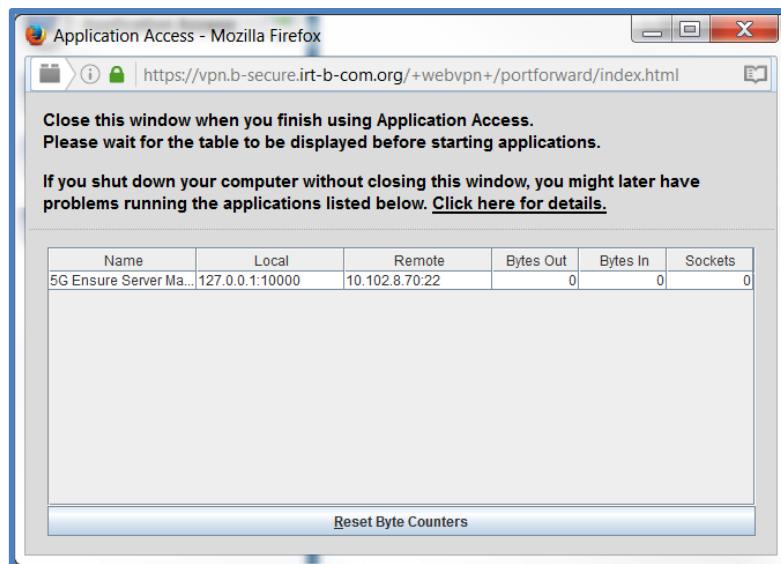 Application Access - Mozilla Firefox
https://vpn.b-secure.irt-b-com.org/+webvpn+/portforward/index.html
Close this window when you finish using Application Access.
Please wait for the table to be displayed before starting applications.
If you shut down your computer without closing this window, you might later have
problems running the applications listed below. Click here for details.
Name Local Remote Bytes Out Bytes In Sockets
5G Ensure Server Ma... 127.0.0.1:10000 10.102.8.70:22 0 0 0
Reset Byte Counters